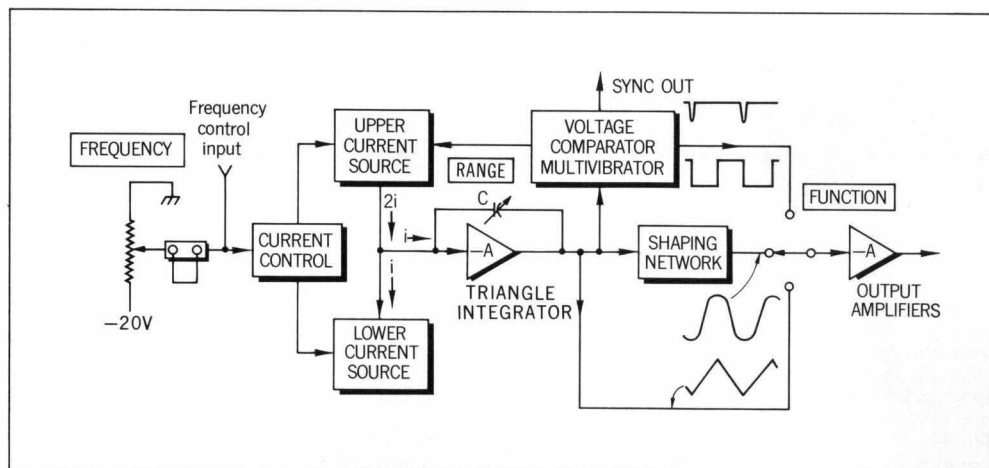 SYNC OUT
Frequency
control
input
FREQUENCY
UPPER
CURRENT
SOURCE
VOLTAGE
COMPARATOR
MULTIVIBRATOR
RANGE
FUNCTION
C
2i
i
i
CURRENT
CONTROL
–A
SHAPING
NETWORK
–A
TRIANGLE
INTEGRATOR
OUTPUT
AMPLIFIERS
–20V
LOWER
CURRENT
SOURCE